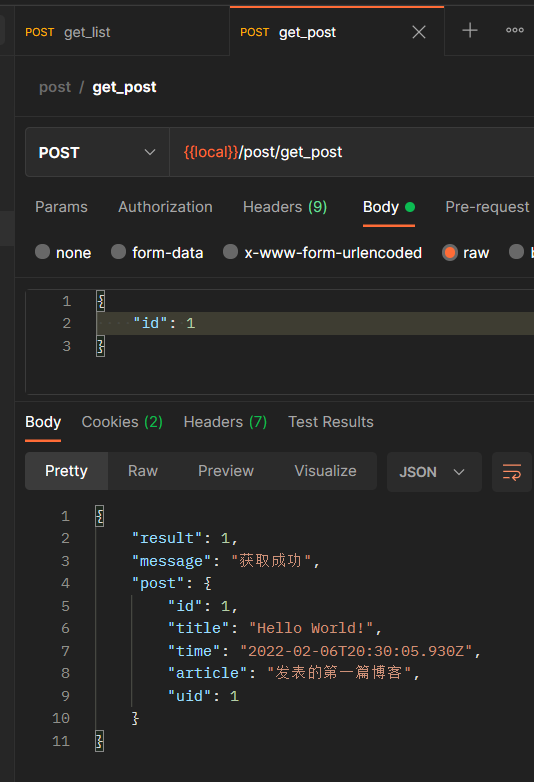 POST get_list POST get_post
post / get_post
POST {{local}}/post/get_post
Params Authorization Headers (9) Body Pre-request
none form-data x-www-form-urlencoded raw
1 {
2 "id": 1
3 }
Body Cookies (2) Headers (7) Test Results
Pretty Raw Preview Visualize JSON
1 {
2 "result": 1,
3 "message": "获取成功",
4 "post": {
5 "id": 1,
6 "title": "Hello World!",
7 "time": "2022-02-06T20:30:05.930Z",
8 "article": "发表的第一篇博客",
9 "uid": 1
10 }
11 }